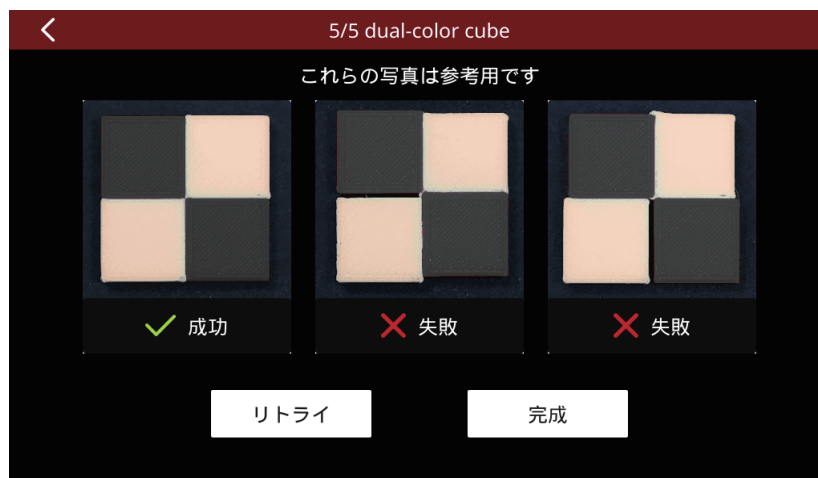 5/5 dual-color cube
これらの写真は参考用です
成功
失敗
失敗
リトライ
完成